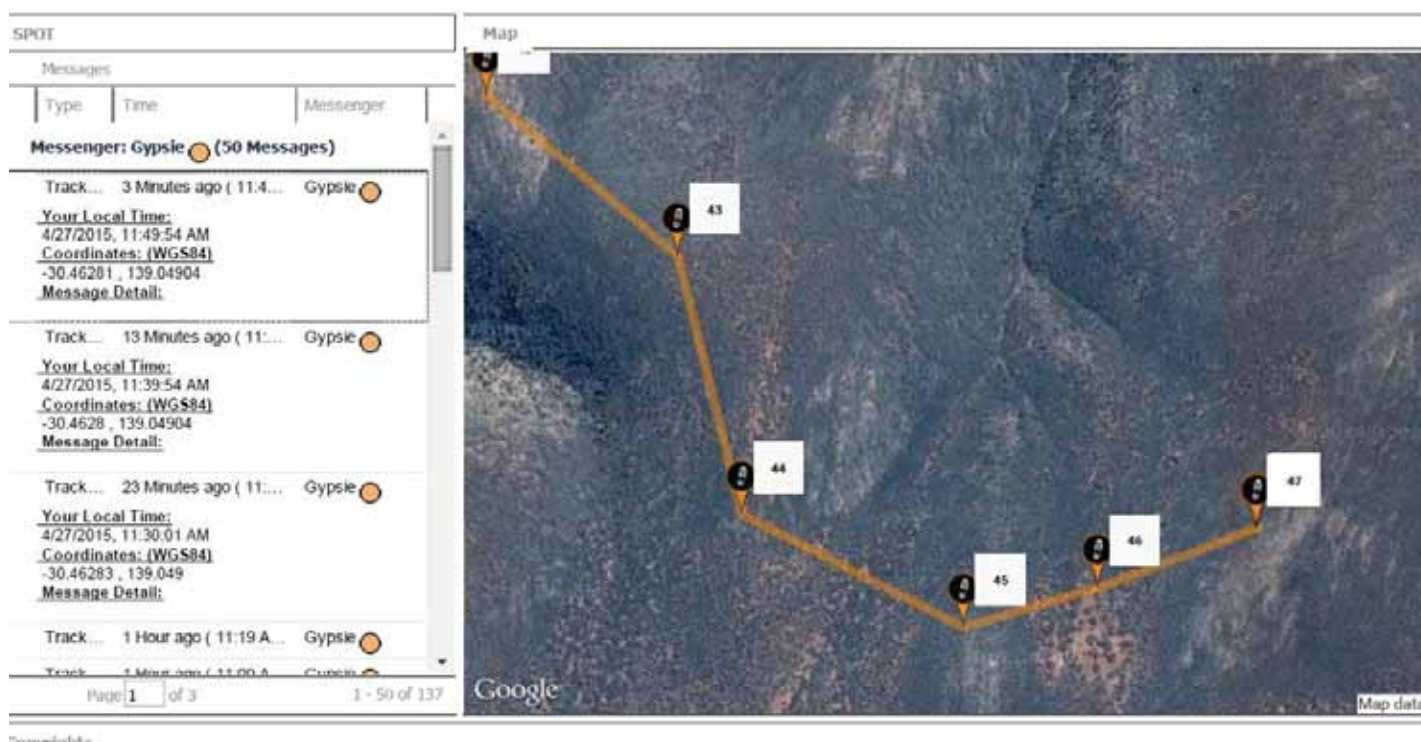 SPOT
Messages
Type Time Messenger
Messenger: Gypsie (50 Messages)
Track... 3 Minutes ago ( 11:4... Gypsie
Your Local Time:
4/27/2015, 11:49:54 AM
Coordinates: (WGS84)
-30.46281 , 139.04904
Message Detail:
Track... 13 Minutes ago ( 11:... Gypsie
Your Local Time:
4/27/2015, 11:39:54 AM
Coordinates: (WGS84)
-30.4628 , 139.04904
Message Detail:
Track... 23 Minutes ago ( 11:... Gypsie
Your Local Time:
4/27/2015, 11:30:01 AM
Coordinates: (WGS84)
-30.46283 , 139.049
Message Detail:
Track... 1 Hour ago ( 11:19 A... Gypsie
Page 1 of 3 1 - 50 of 137
Map
43
44
45
46
47
Google
Map data